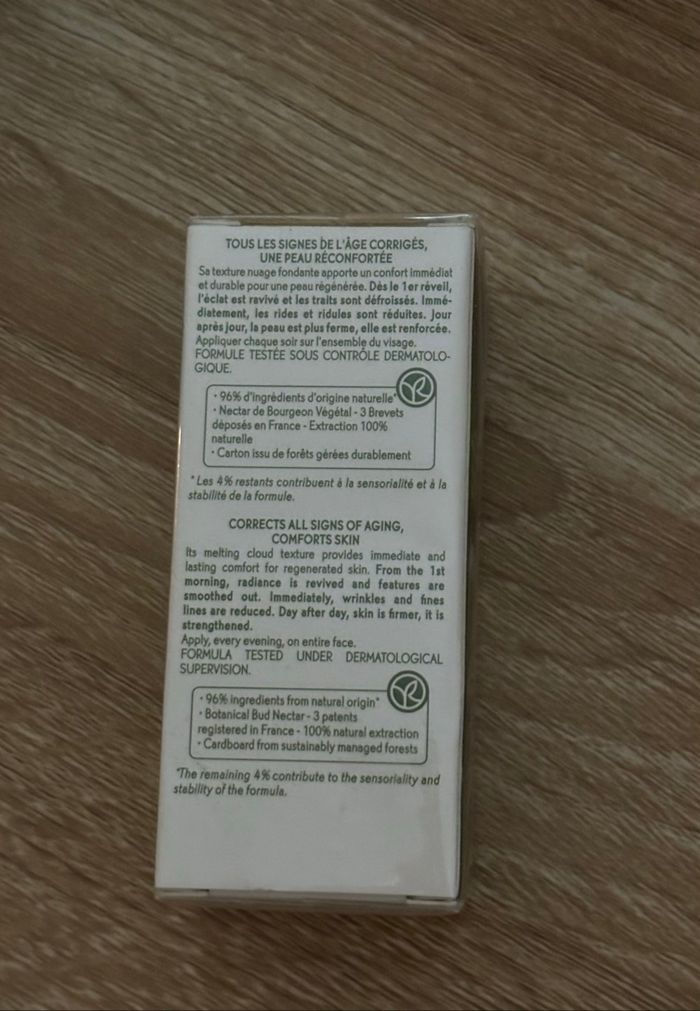 TOUS LES SIGNES DE L'ÂGE CORRIGÉS,
UNE PEAU RÉCONFORTÉE
Sa texture nuage fondante apporte un confort immédiat
et durable pour une peau régénérée. Dès le 1er réveil,
l'éclat est ravivé et les traits sont défroissés. Immé-
diatement, les rides et ridules sont réduites. Jour
après jour, la peau est plus ferme, elle est renforcée.
Appliquer chaque soir sur l'ensemble du visage.
FORMULE TESTÉE SOUS CONTRÔLE DERMATOLO-
GIQUE.
• 96% d'ingrédients d'origine naturelle*
• Nectar de Bourgeon Végétal - 3 Brevets
déposés en France - Extraction 100%
naturelle
• Carton issu de forêts gérées durablement
*Les 4% restants contribuent à la sensorialité et à la
stabilité de la formule.
CORRECTS ALL SIGNS OF AGING,
COMFORTS SKIN
Its melting cloud texture provides immediate and
lasting comfort for regenerated skin. From the 1st
morning, radiance is revived and features are
smoothed out. Immediately, wrinkles and fines
lines are reduced. Day after day, skin is firmer, it is
strengthened.
Apply, every evening, on entire face.
FORMULA TESTED UNDER DERMATOLOGICAL
SUPERVISION.
• 96% ingredients from natural origin*
• Botanical Bud Nectar - 3 patents
registered in France - 100% natural extraction
• Cardboard from sustainably managed forests
*The remaining 4% contribute to the sensoriality and
stability of the formula.